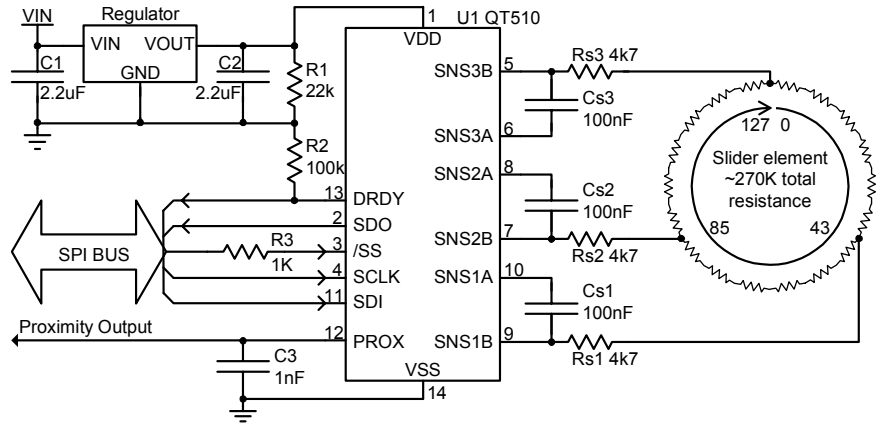 VIN
Regulator
VIN
VOUT
GND
C1
2.2uF
C2
2.2uF
R1
22k
R2
100k
1
U1 QT510
VDD
SNS3B
5
Rs3 4k7
Cs3
100nF
SNS3A
6
SNS2A
8
Cs2
100nF
SNS2B
7
Rs2 4k7
SNS1A
10
Cs1
100nF
SNS1B
9
Rs1 4k7
127 0
Slider element
~270K total
resistance
85
43
13
DRDY
2
SDO
SPI BUS
R3
1K
3
/SS
4
SCLK
11
SDI
Proximity Output
12
PROX
C3
1nF
VSS
14